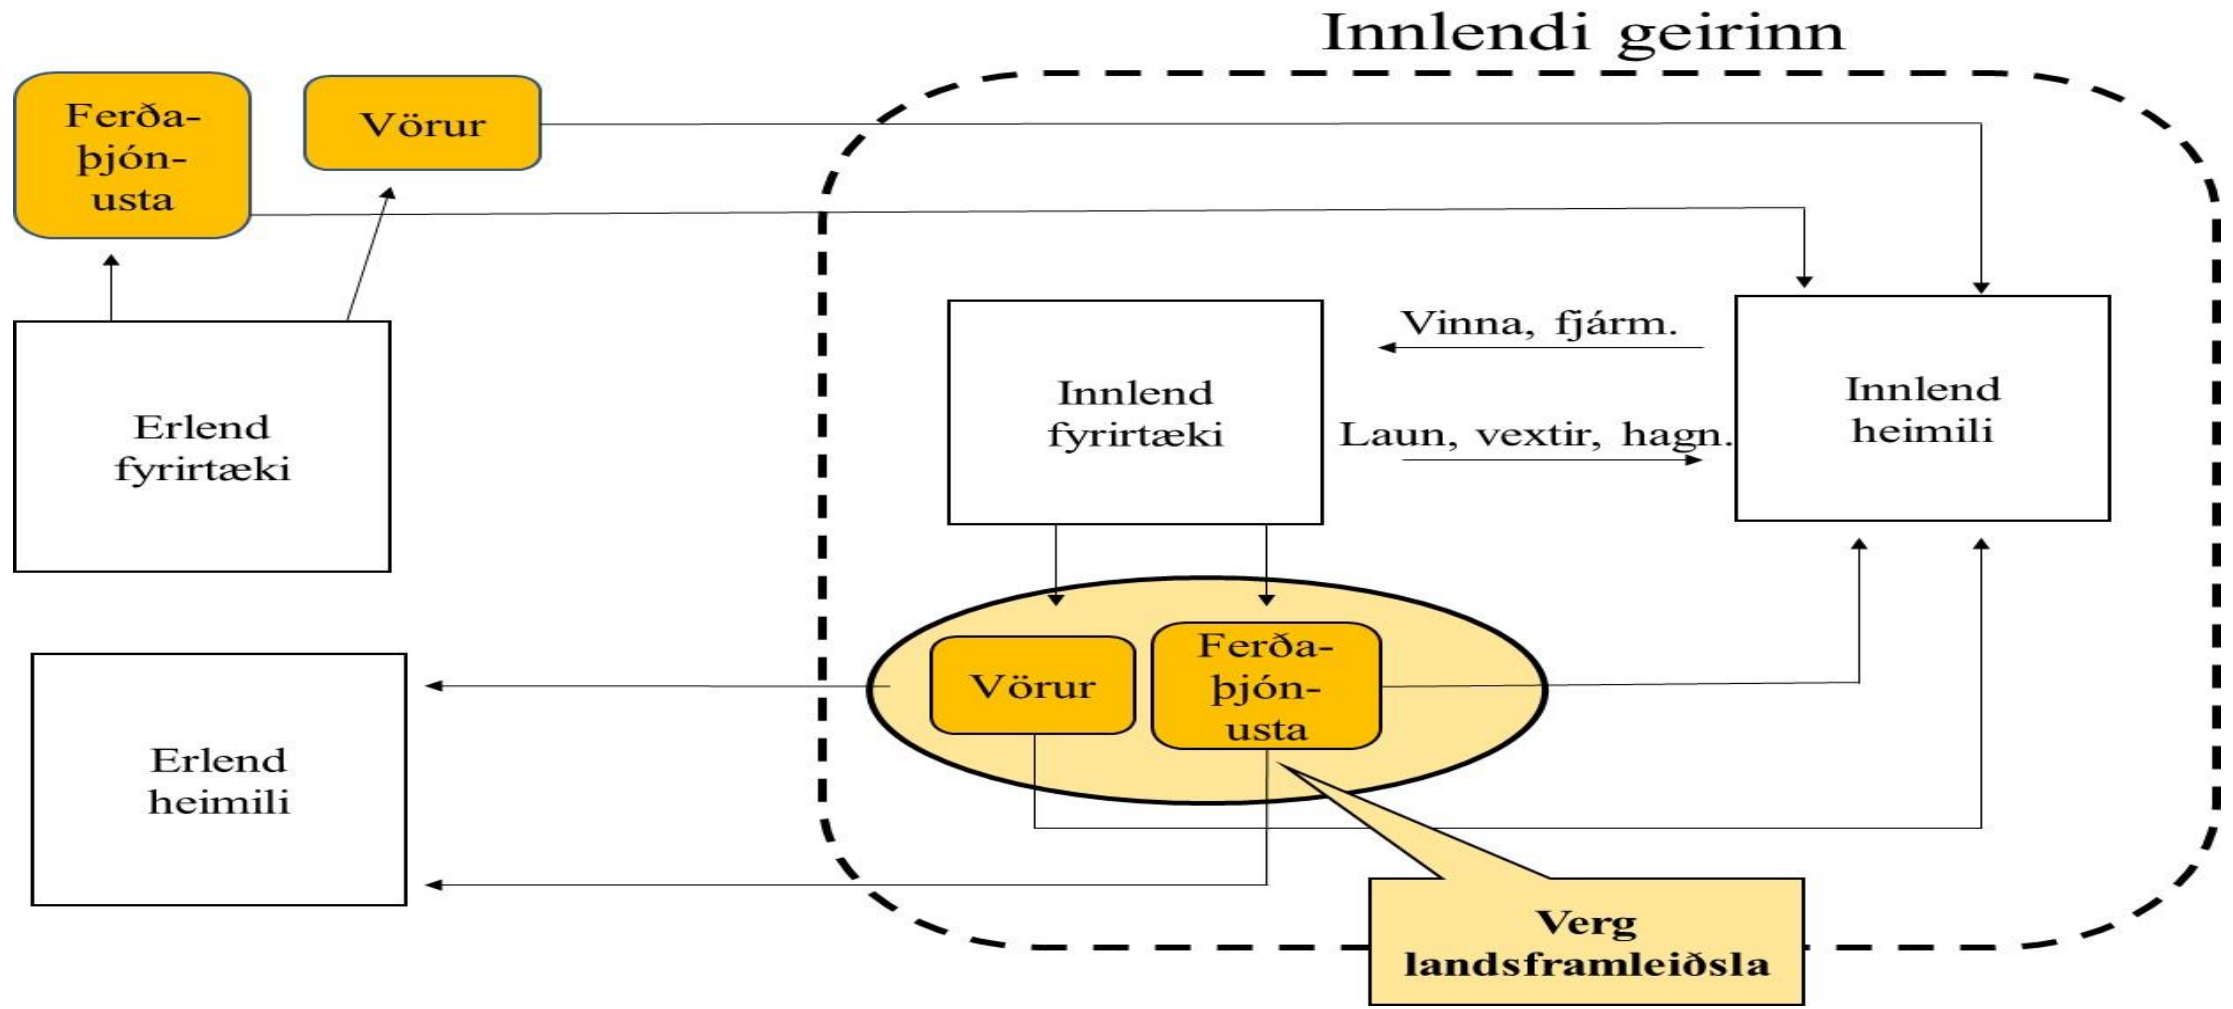 Innlendi geirinn
Ferða-
þjón-
usta
Vörur
Vinna, fjárm.
Innlend
fyrirtæki
Innlend
heimili
Laun, vextir, hagn.
Erlend
fyrirtæki
Vörur
Ferða-
þjón-
usta
Erlend
heimili
Verg
landsframleiðsla